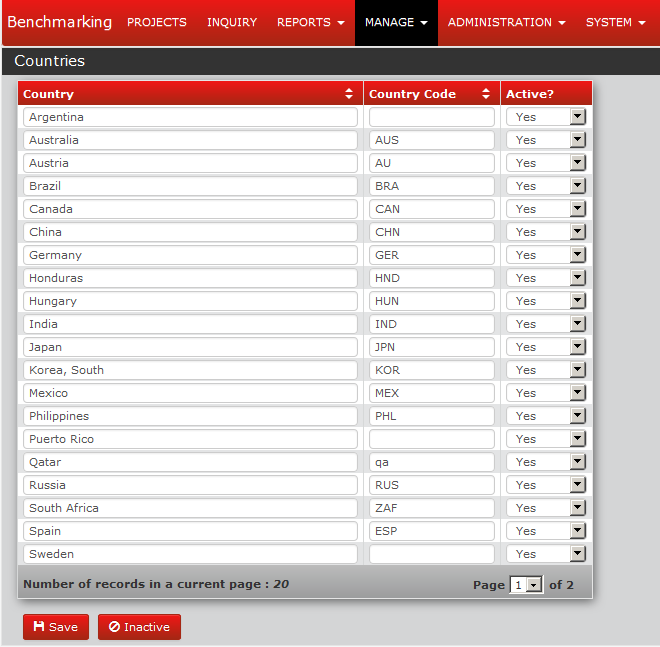 Benchmarking PROJECTS INQUIRY REPORTS MANAGE ADMINISTRATION SYSTEM
Countries
Country Country Code Active?
Argentina Yes
Australia AUS Yes
Austria AU Yes
Brazil BRA Yes
Canada CAN Yes
China CHN Yes
Germany GER Yes
Honduras HND Yes
Hungary HUN Yes
India IND Yes
Japan JPN Yes
Korea, South KOR Yes
Mexico MEX Yes
Philippines PHL Yes
Puerto Rico Yes
Qatar qa Yes
Russia RUS Yes
South Africa ZAF Yes
Spain ESP Yes
Sweden Yes
Number of records in a current page : 20 Page 1 of 2
Save Inactive